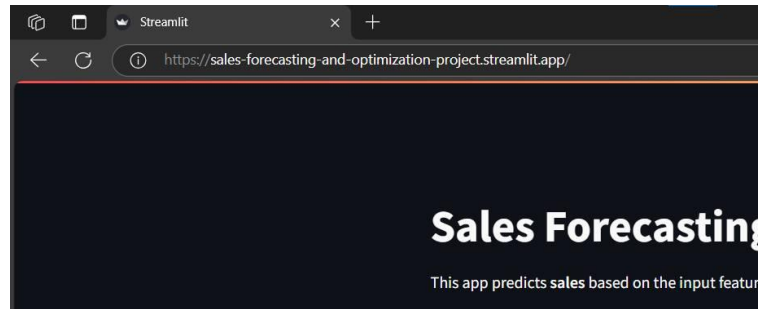 Streamlit
https://sales-forecasting-and-optimization-project.streamlit.app/
Sales Forecasting
This app predicts sales based on the input featur